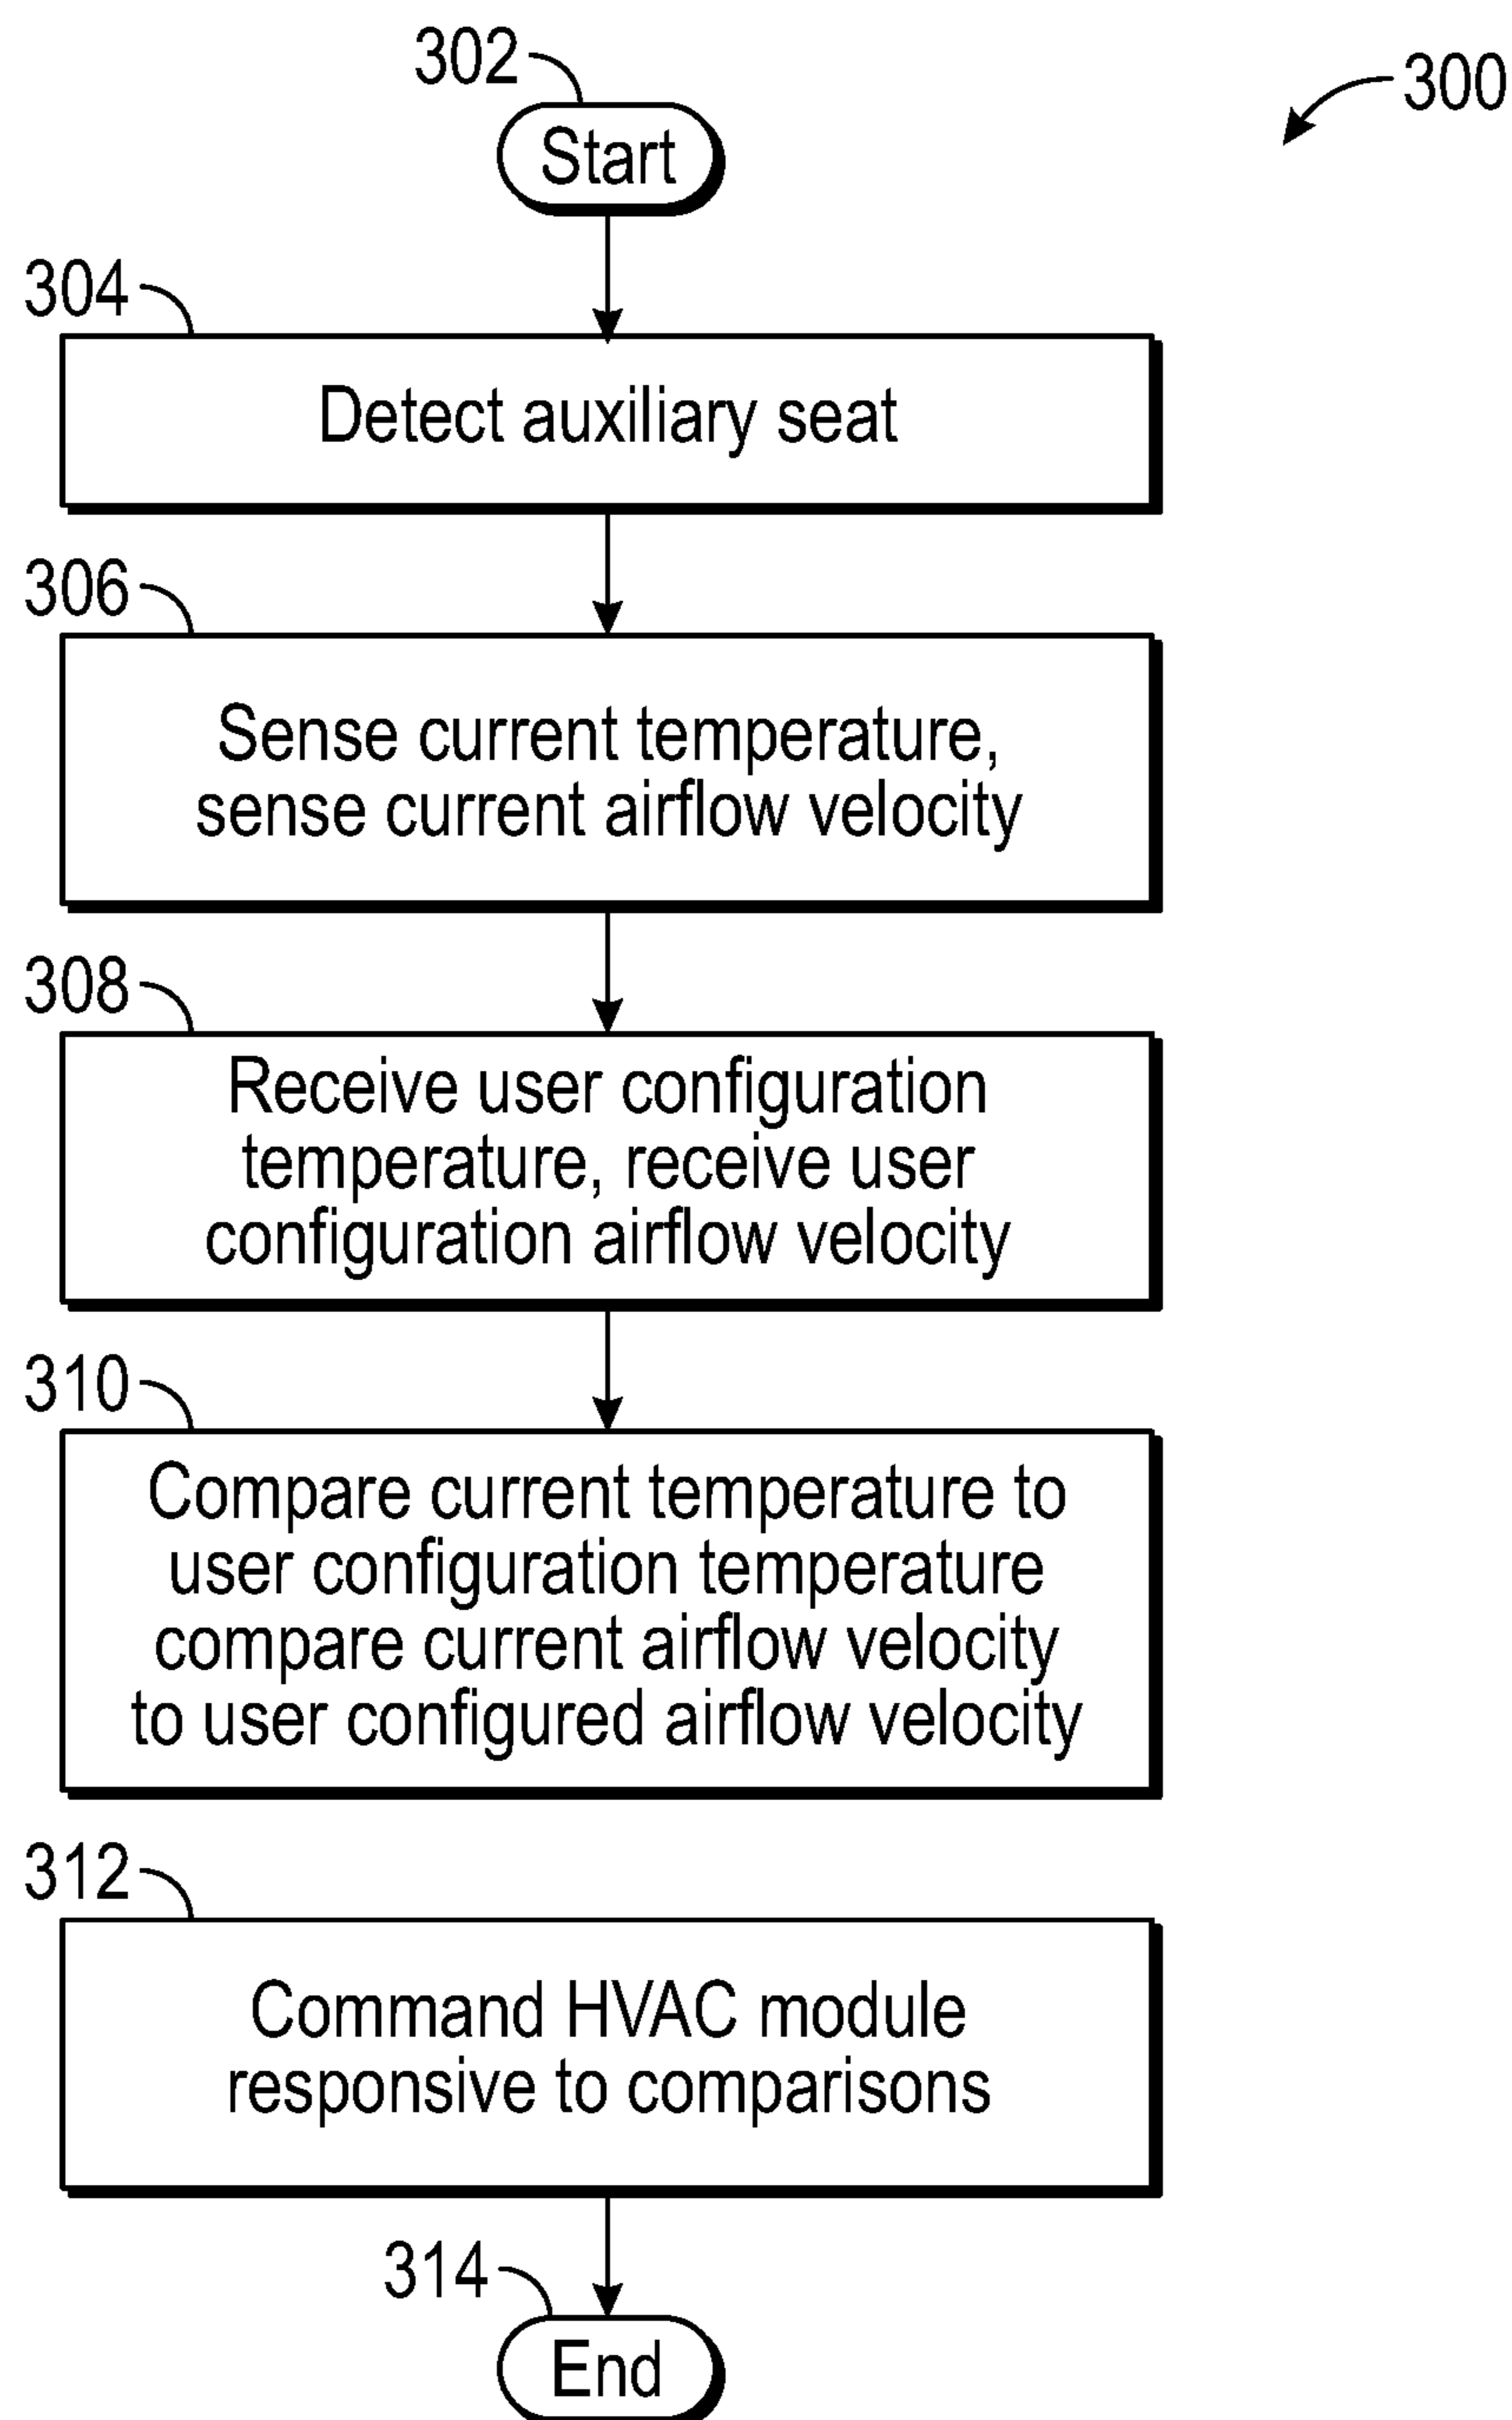 302
300
Start
304
Detect auxiliary seat
306
Sense current temperature,
sense current airflow velocity
308
Receive user configuration
temperature, receive user
configuration airflow velocity
310
Compare current temperature to
user configuration temperature
compare current airflow velocity
to user configured airflow velocity
312
Command HVAC module
responsive to comparisons
314
End